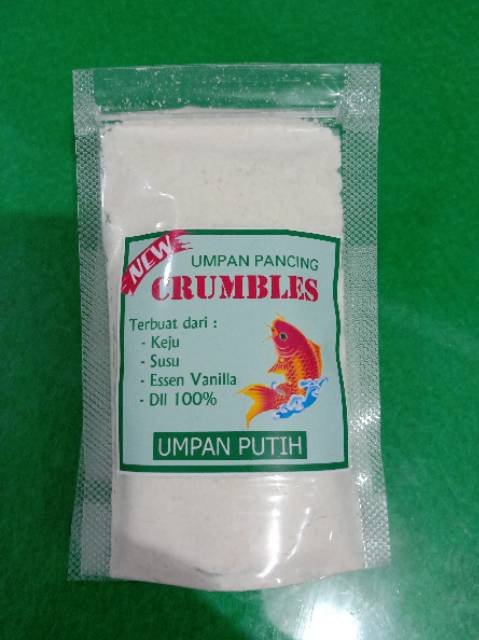 NEW
UMPAN PANCING
CRUMBLES
Terbuat dari :
- Keju
- Susu
- Essen Vanilla
- Dll 100%
UMPAN PUTIH